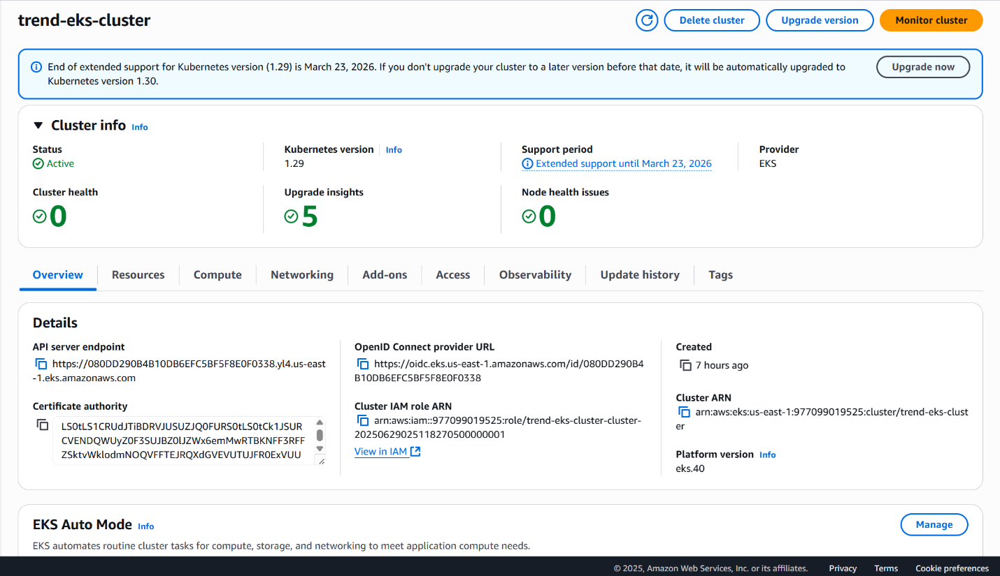 trend-eks-cluster
Delete cluster
Upgrade version
Monitor cluster
End of extended support for Kubernetes version (1.29) is March 23, 2026. If you don't upgrade your cluster to a later version before that date, it will be automatically upgraded to
Kubernetes version 1.30.
Upgrade now
Cluster info Info
Status
Active
Kubernetes version Info
1.29
Support period
Extended support until March 23, 2026
Provider
EKS
Cluster health
0
Upgrade insights
5
Node health issues
0
Overview
Resources
Compute
Networking
Add-ons
Access
Observability
Update history
Tags
Details
API server endpoint
https://080DD290B4B10DB6EFC5BF5F8E0F0338.yl4.us-east
-1.eks.amazonaws.com
Certificate authority
LS0tLS1CRUdJTiBDRVJUSUZJQ0FURS0tLS0tCk1JSUR
CVENDQWUyZ0F3SUJBZ0lJZWx6emMwRTBKNFF3RFF
ZSktvWklodmNOQVFFTEJRQXdGVEVUTUJFR0ExVUU
OpenID Connect provider URL
https://oidc.eks.us-east-1.amazonaws.com/id/080DD290B4
B10DB6EFC5BF5F8E0F0338
Cluster IAM role ARN
arn:aws:iam::977099019525:role/trend-eks-cluster-cluster-
20250629025118270500000001
View in IAM
Created
7 hours ago
Cluster ARN
arn:aws:eks:us-east-1:977099019525:cluster/trend-eks-clust
er
Platform version Info
eks.40
EKS Auto Mode Info
Manage
EKS automates routine cluster tasks for compute, storage, and networking to meet application compute needs.
© 2025, Amazon Web Services, Inc. or its affiliates.
Privacy
Terms
Cookie preferences